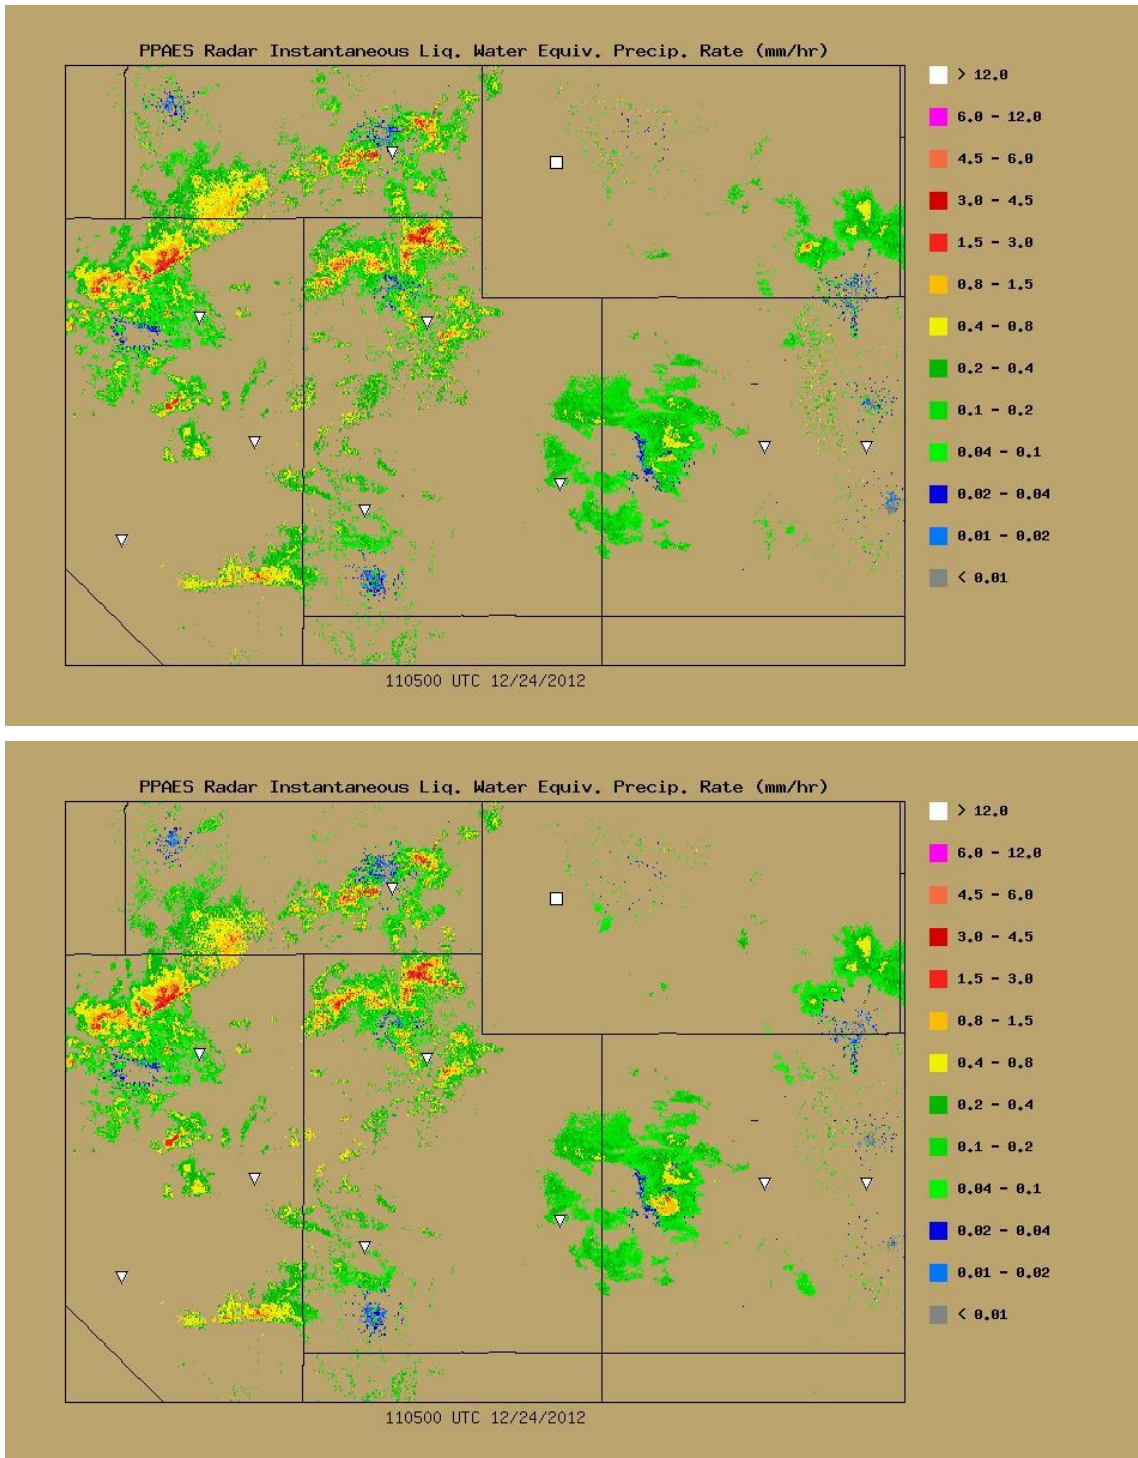 PPAES Radar Instantaneous Liq. Water Equiv. Precip. Rate (mm/hr)
> 12.0
6.0 - 12.0
4.5 - 6.0
3.0 - 4.5
1.5 - 3.0
0.8 - 1.5
0.4 - 0.8
0.2 - 0.4
0.1 - 0.2
0.04 - 0.1
0.02 - 0.04
0.01 - 0.02
< 0.01
110500 UTC 12/24/2012
PPAES Radar Instantaneous Liq. Water Equiv. Precip. Rate (mm/hr)
> 12.0
6.0 - 12.0
4.5 - 6.0
3.0 - 4.5
1.5 - 3.0
0.8 - 1.5
0.4 - 0.8
0.2 - 0.4
0.1 - 0.2
0.04 - 0.1
0.02 - 0.04
0.01 - 0.02
< 0.01
110500 UTC 12/24/2012